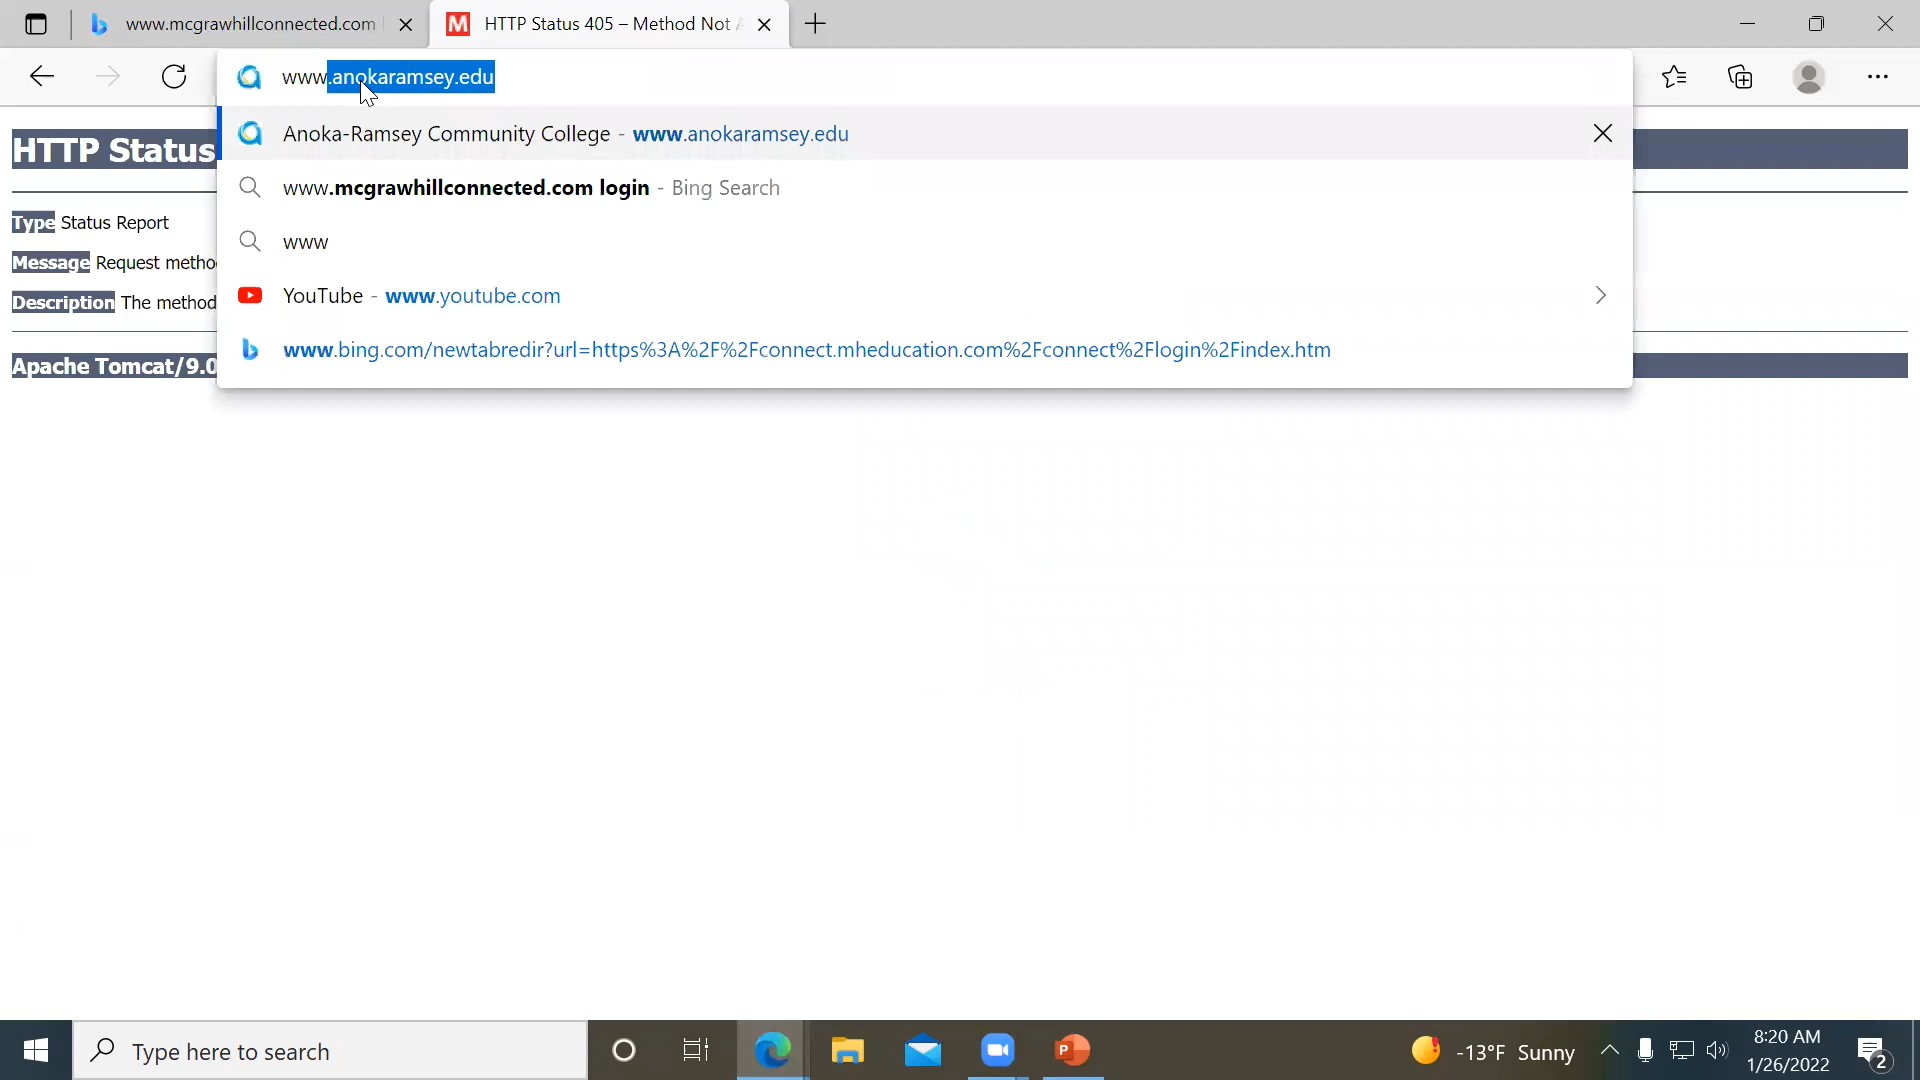 www.mcgrawhillconnected.com
HTTP Status 405 – Method Not A
www.anokaramsey.edu
HTTP Status
Anoka-Ramsey Community College - www.anokaramsey.edu
www.mcgrawhillconnected.com login - Bing Search
Type Status Report
www
Message Request metho
YouTube - www.youtube.com
Description The method
www.bing.com/newtabredir?url=https%3A%2F%2Fconnect.mheducation.com%2Fconnect%2Flogin%2Findex.htm
Apache Tomcat/9.0
Type here to search
-13°F Sunny
8:20 AM
1/26/2022
2